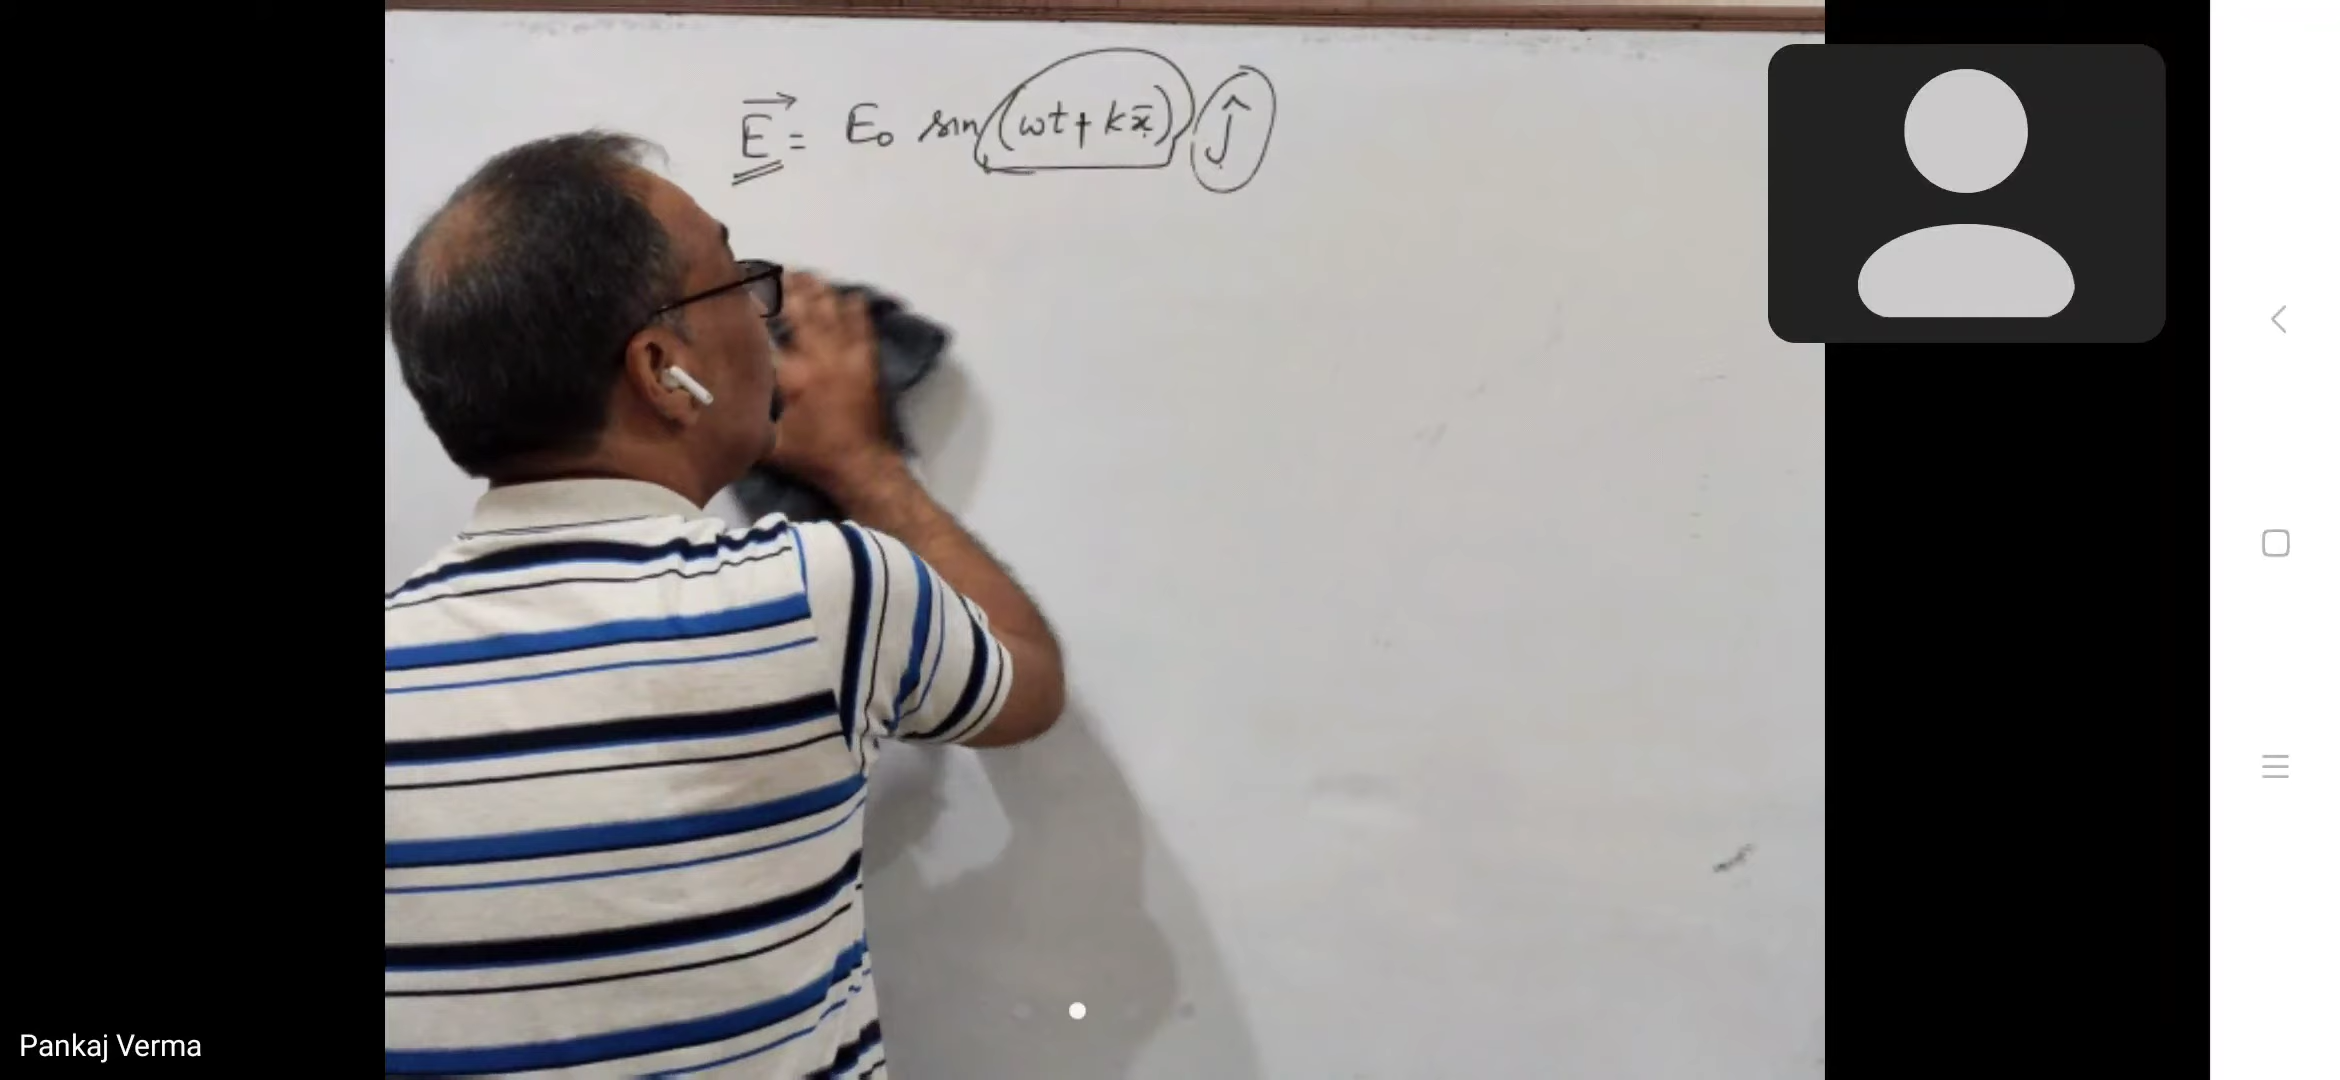 E⃗ = E₀ sin (ωt + kx) ĵ
Pankaj Verma